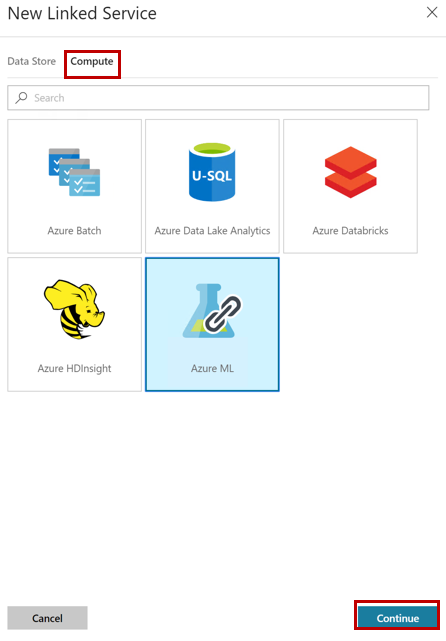 New Linked Service
Data Store Compute
Search
U-SQL
Azure Batch Azure Data Lake Analytics Azure Databricks
Azure HDInsight Azure ML
Cancel Continue